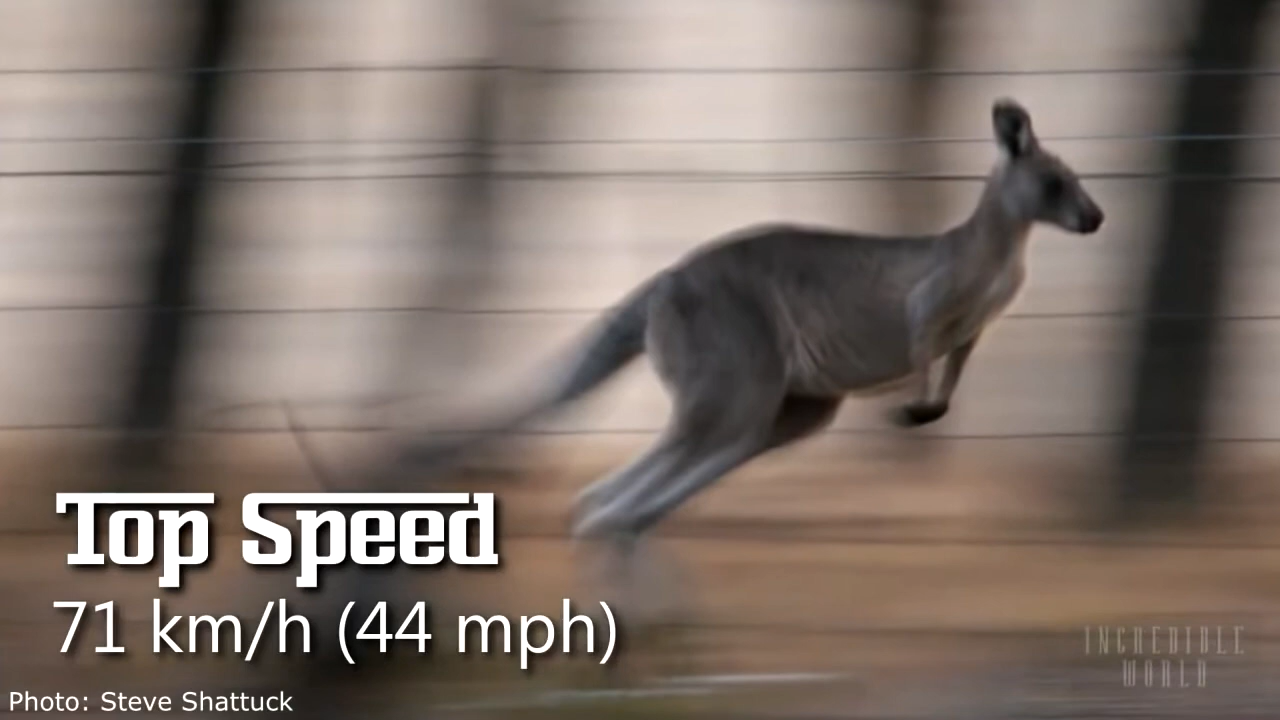 Top Speed
71 km/h (44 mph)
Photo: Steve Shattuck
INCREDIBLE
WORLD